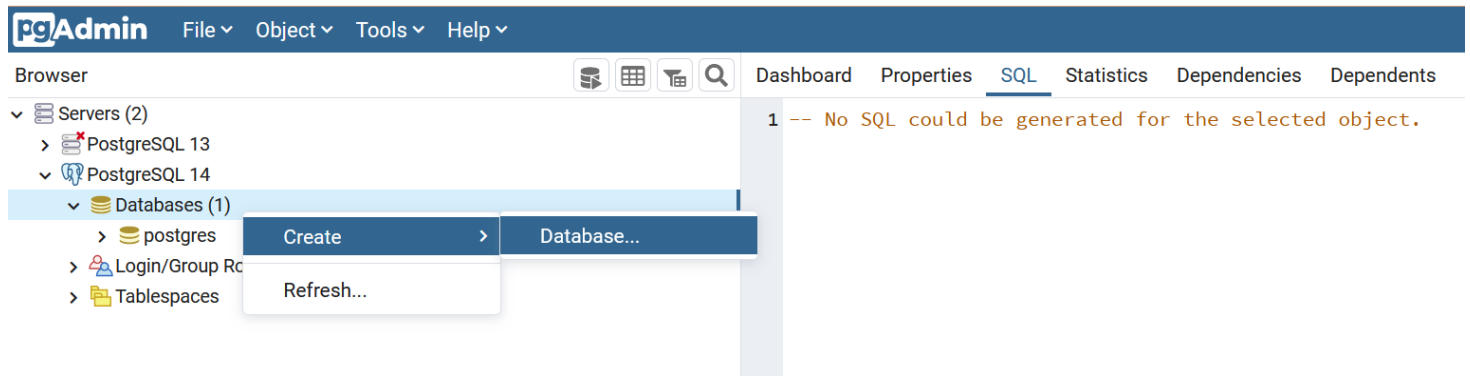 pgAdmin File Object Tools Help
Browser
Dashboard Properties SQL Statistics Dependencies Dependents
Servers (2)
PostgreSQL 13
PostgreSQL 14
Databases (1)
postgres
Login/Group Ro
Tablespaces
Create
Database...
Refresh...
1 -- No SQL could be generated for the selected object.